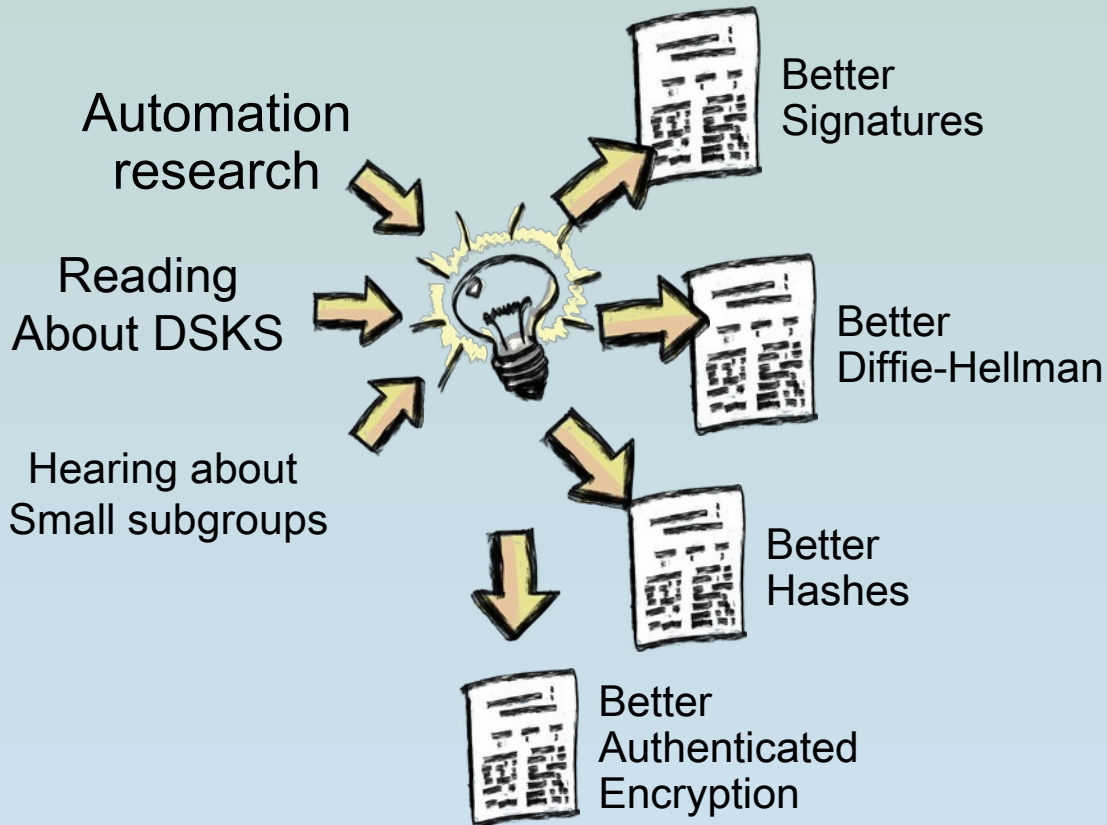 Automation
research
Reading
About DSKS
Hearing about
Small subgroups
Better
Signatures
Better
Diffie-Hellman
Better
Hashes
Better
Authenticated
Encryption